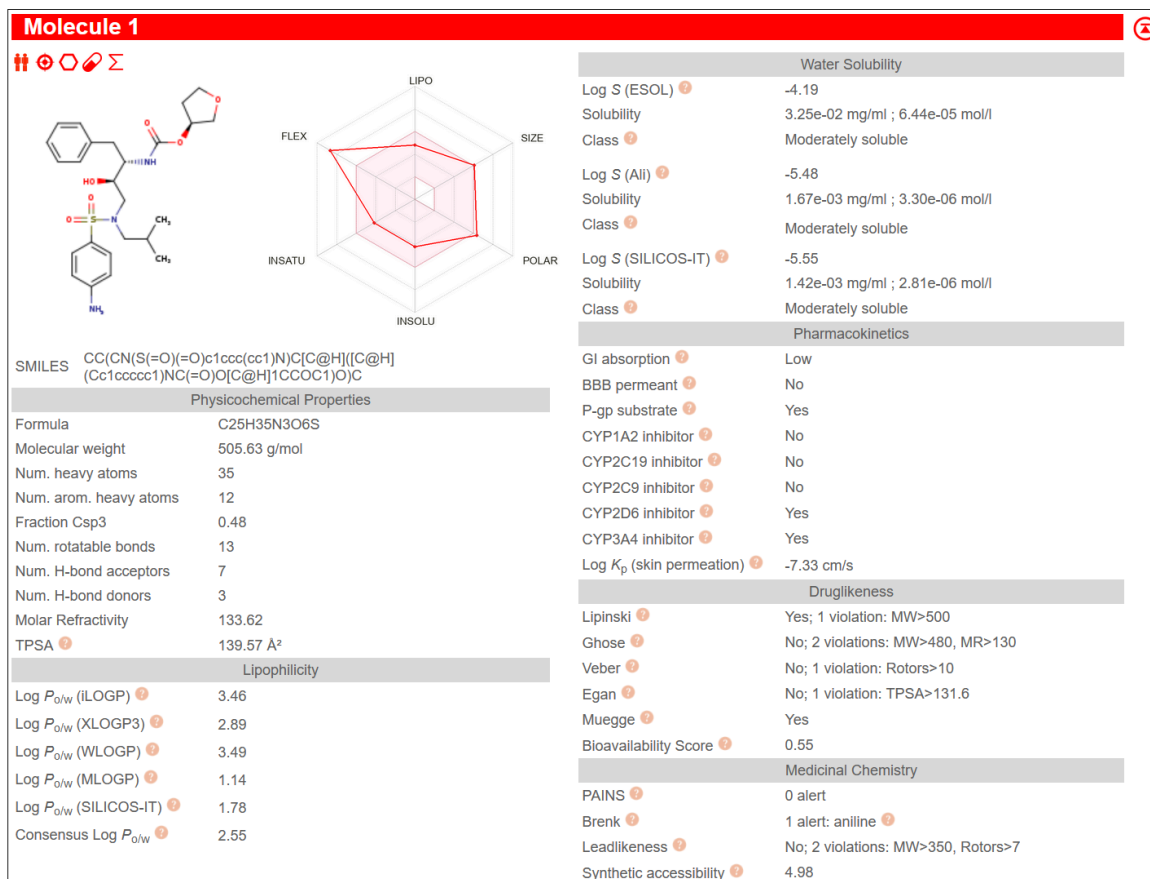 Molecule 1
LIPO
SIZE
POLAR
INSOLU
INSATU
FLEX
O
O
O
NH
HO
O
O
S
N
CH₃
CH₃
NH₂
SMILES CC(CN(S(=O)(=O)c1ccc(cc1)N)C[C@H]([C@H]
(Cc1ccccc1)NC(=O)O[C@H]1CCOC1)O)C
Physicochemical Properties
Formula C25H35N3O6S
Molecular weight 505.63 g/mol
Num. heavy atoms 35
Num. arom. heavy atoms 12
Fraction Csp3 0.48
Num. rotatable bonds 13
Num. H-bond acceptors 7
Num. H-bond donors 3
Molar Refractivity 133.62
TPSA ? 139.57 Å²
Lipophilicity
Log Po/w (iLOGP) ? 3.46
Log Po/w (XLOGP3) ? 2.89
Log Po/w (WLOGP) ? 3.49
Log Po/w (MLOGP) ? 1.14
Log Po/w (SILICOS-IT) ? 1.78
Consensus Log Po/w ? 2.55
Water Solubility
Log S (ESOL) ? -4.19
Solubility 3.25e-02 mg/ml ; 6.44e-05 mol/l
Class ? Moderately soluble
Log S (Ali) ? -5.48
Solubility 1.67e-03 mg/ml ; 3.30e-06 mol/l
Class ? Moderately soluble
Log S (SILICOS-IT) ? -5.55
Solubility 1.42e-03 mg/ml ; 2.81e-06 mol/l
Class ? Moderately soluble
Pharmacokinetics
GI absorption ? Low
BBB permeant ? No
P-gp substrate ? Yes
CYP1A2 inhibitor ? No
CYP2C19 inhibitor ? No
CYP2C9 inhibitor ? No
CYP2D6 inhibitor ? Yes
CYP3A4 inhibitor ? Yes
Log Kp (skin permeation) ? -7.33 cm/s
Druglikeness
Lipinski ? Yes; 1 violation: MW>500
Ghose ? No; 2 violations: MW>480, MR>130
Veber ? No; 1 violation: Rotors>10
Egan ? No; 1 violation: TPSA>131.6
Muegge ? Yes
Bioavailability Score ? 0.55
Medicinal Chemistry
PAINS ? 0 alert
Brenk ? 1 alert: aniline ?
Leadlikeness ? No; 2 violations: MW>350, Rotors>7
Synthetic accessibility ? 4.98